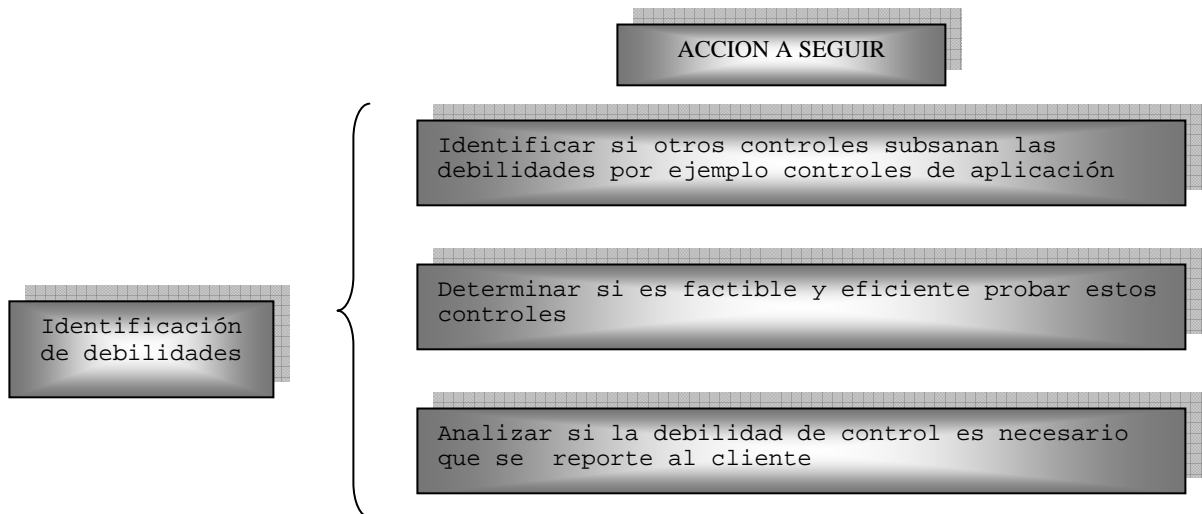 ACCION A SEGUIR
Identificar si otros controles subsanan las
debilidades por ejemplo controles de aplicación
Determinar si es factible y eficiente probar estos
controles
Identificación
de debilidades
Analizar si la debilidad de control es necesario
que se  reporte al cliente